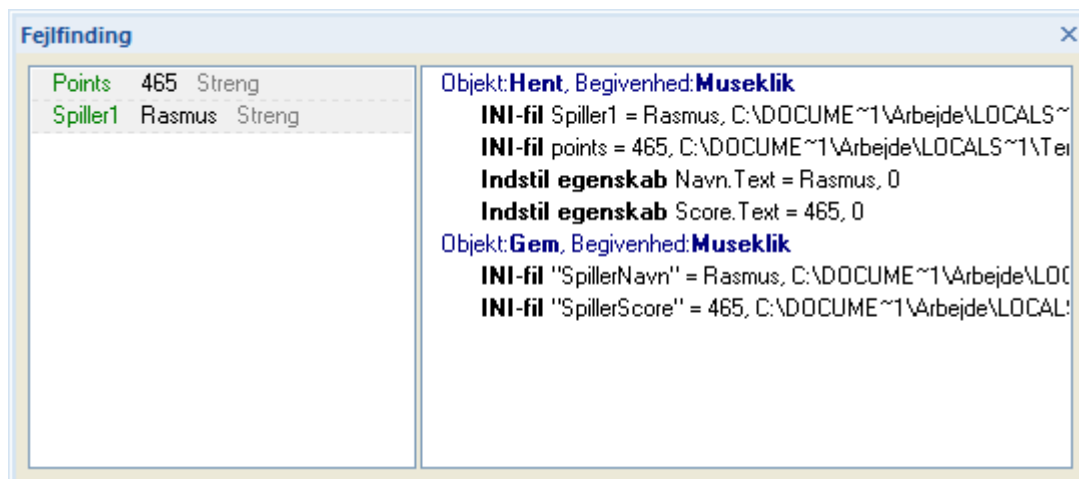 Fejlfinding
Points 465 Streng
Spiller1 Rasmus Streng
Objekt:Hent, Begivenhed:Museklik
INI-fil Spiller1 = Rasmus, C:\DOCUME~1\Arbejde\LOCALS~
INI-fil points = 465, C:\DOCUME~1\Arbejde\LOCALS~1\Te
Indstil egenskab Navn.Text = Rasmus, 0
Indstil egenskab Score.Text = 465, 0
Objekt:Gem, Begivenhed:Museklik
INI-fil "SpillerNavn" = Rasmus, C:\DOCUME~1\Arbejde\LOC
INI-fil "SpillerScore" = 465, C:\DOCUME~1\Arbejde\LOCALS